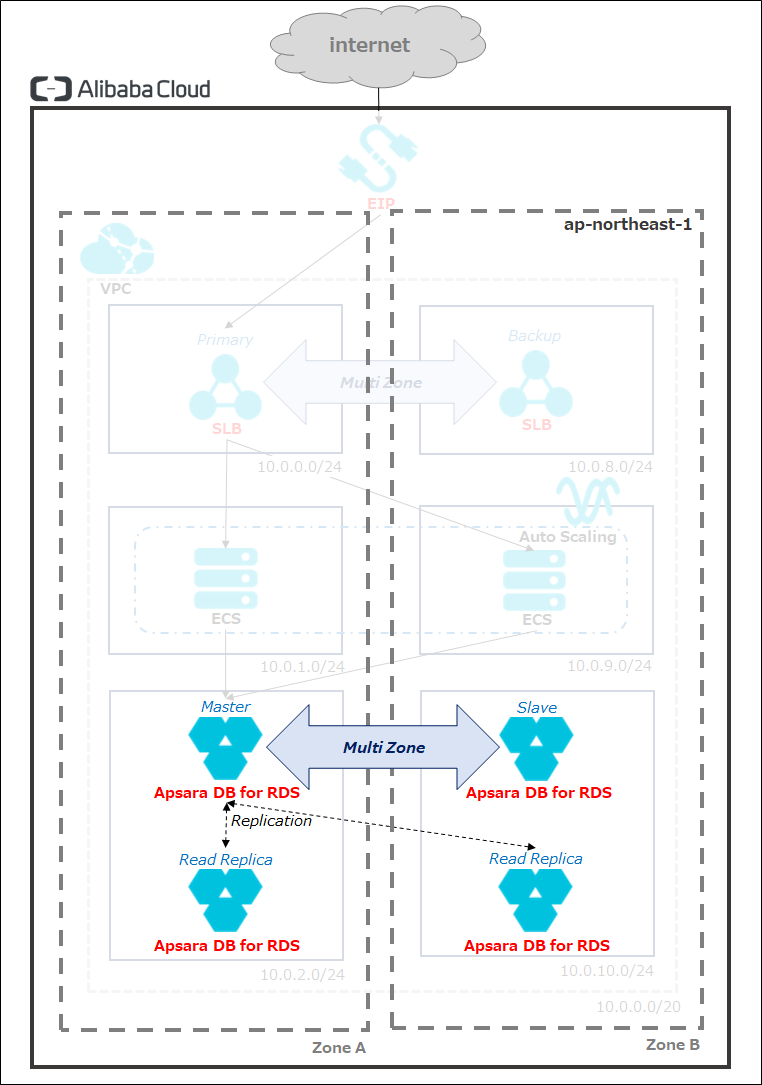 internet
Alibaba Cloud
EIP
ap-northeast-1
VPC
Primary
Backup
Multi Zone
SLB
SLB
10.0.0.0/24
10.0.8.0/24
Auto Scaling
ECS
ECS
10.0.1.0/24
10.0.9.0/24
Master
Slave
Multi Zone
Apsara DB for RDS
Apsara DB for RDS
Replication
Read Replica
Read Replica
Apsara DB for RDS
Apsara DB for RDS
10.0.2.0/24
10.0.10.0/24
10.0.0.0/20
Zone A
Zone B